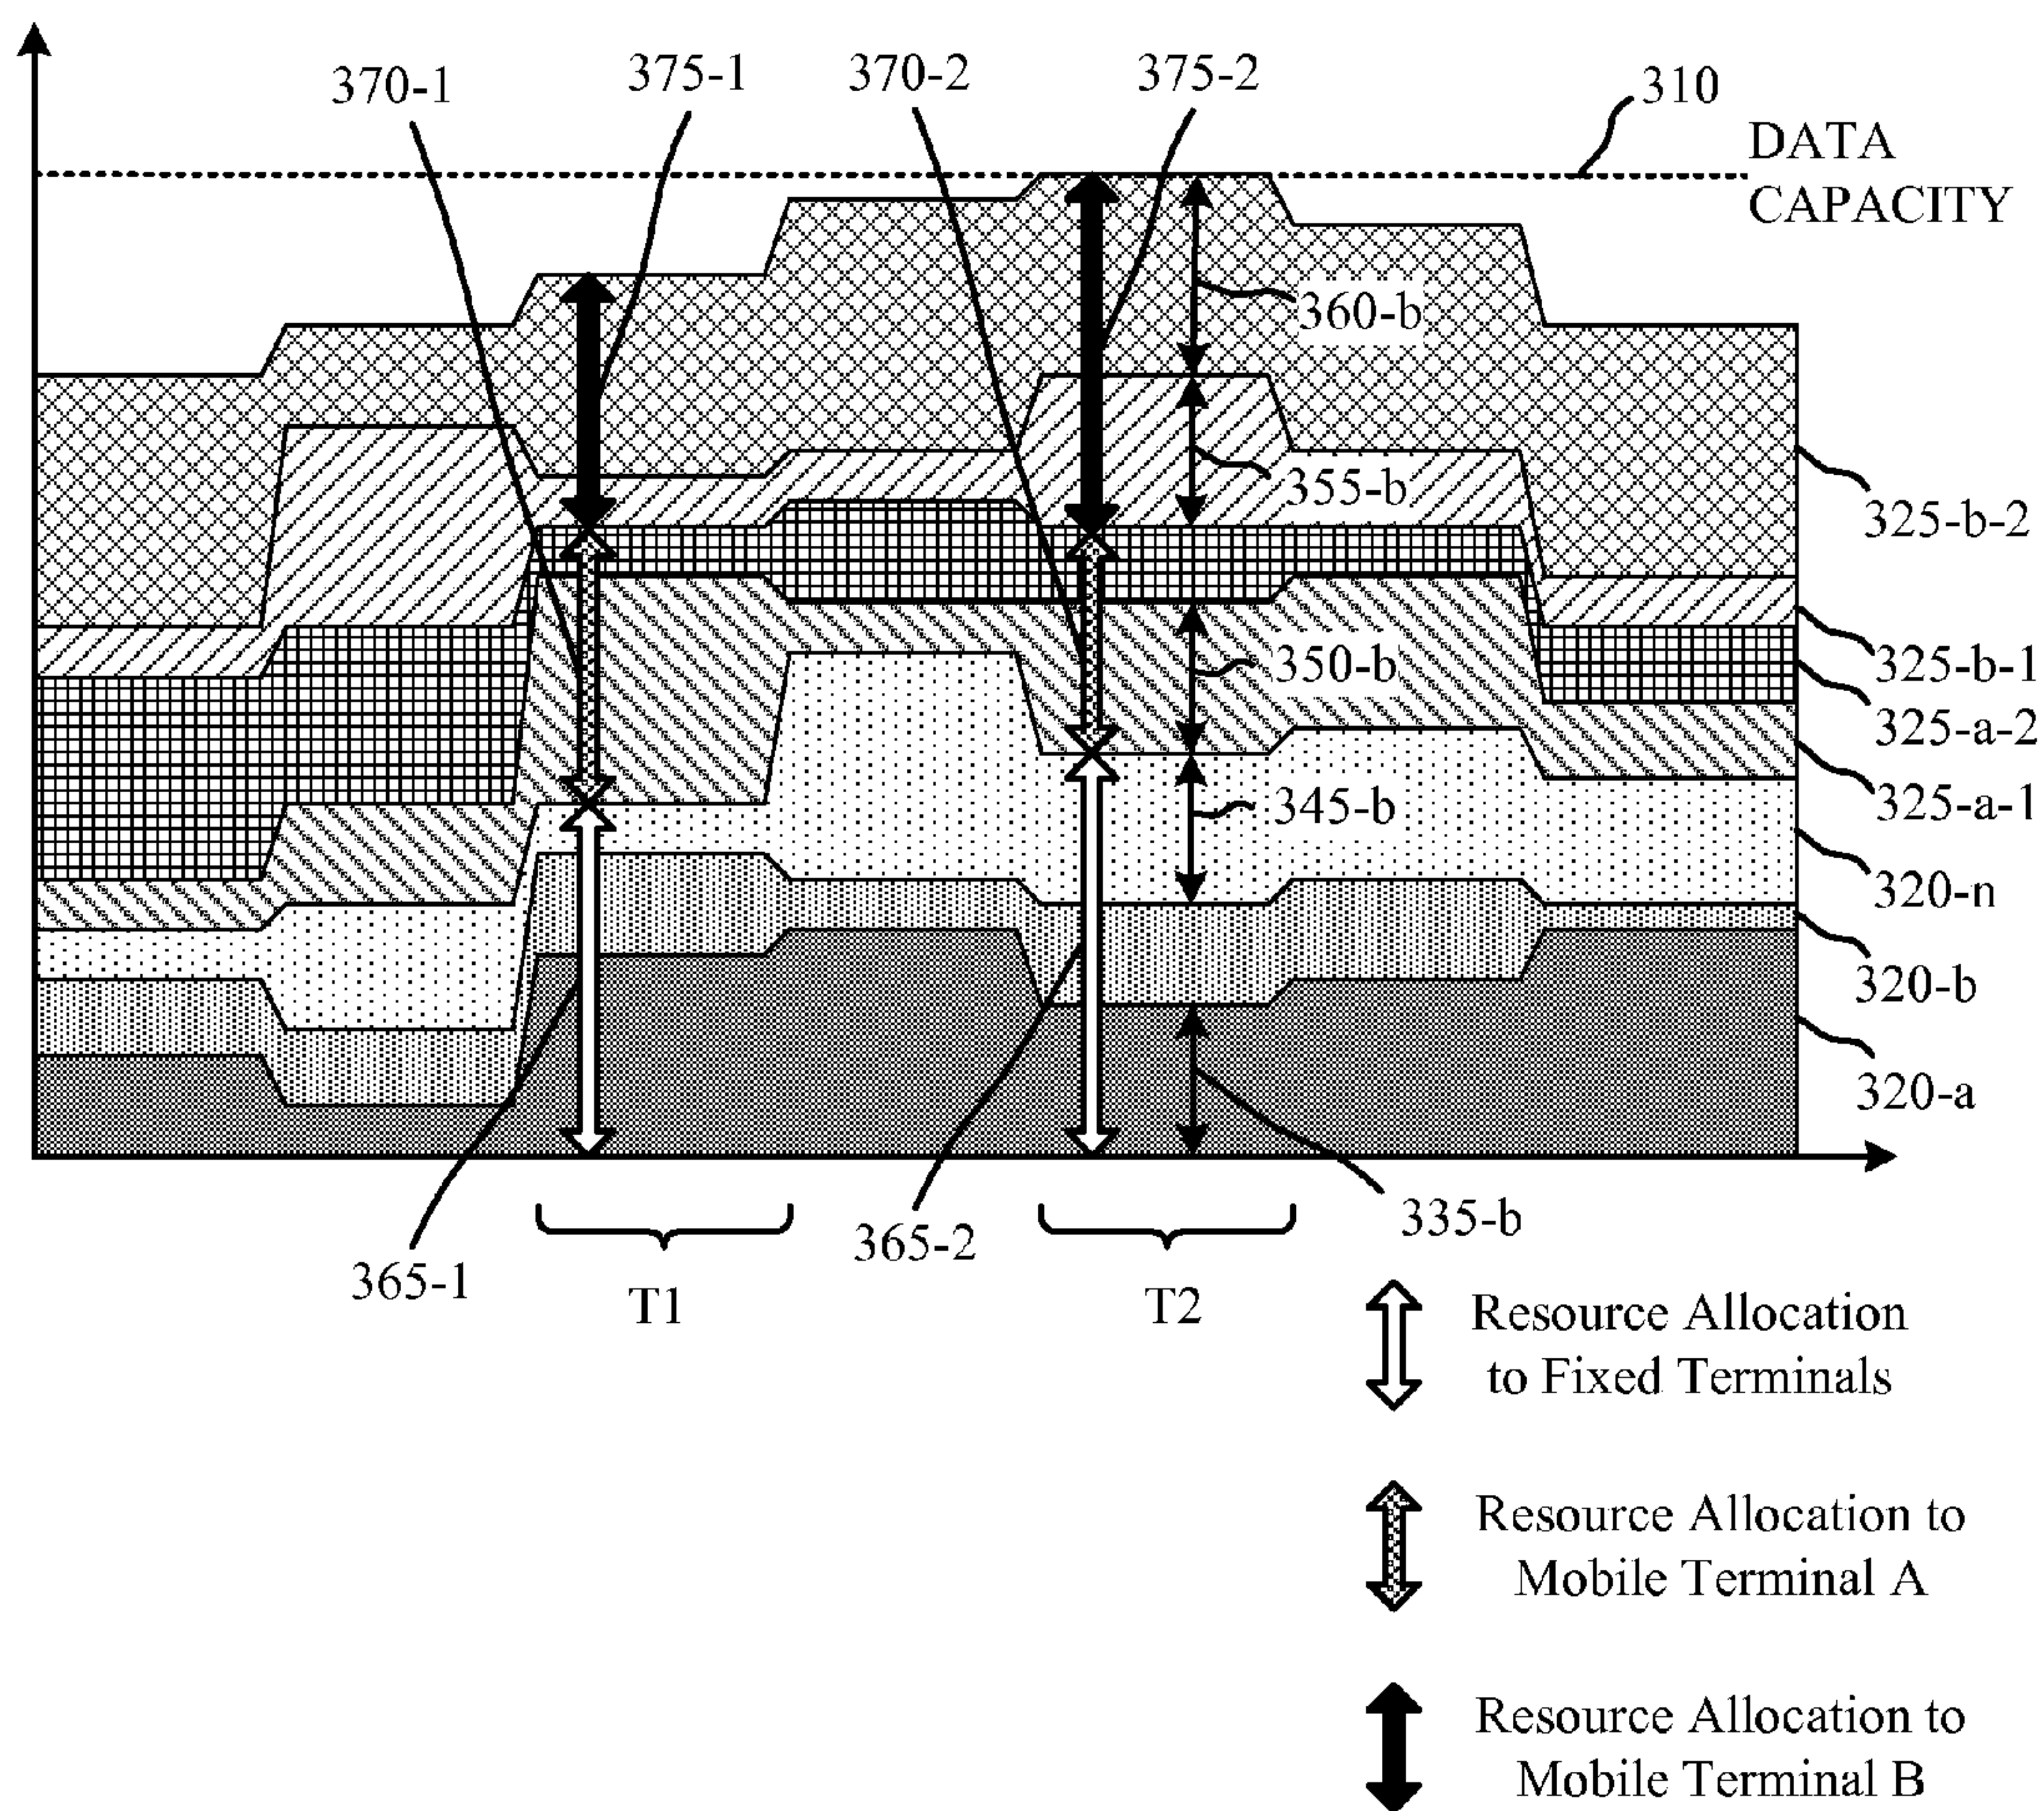 370-1
375-1
370-2
375-2
310
DATA
CAPACITY
360-b
355-b
325-b-2
350-b
325-b-1
325-a-2
345-b
325-a-1
320-n
320-b
320-a
335-b
365-1
365-2
T1
T2
Resource Allocation
to Fixed Terminals
Resource Allocation to
Mobile Terminal A
Resource Allocation to
Mobile Terminal B